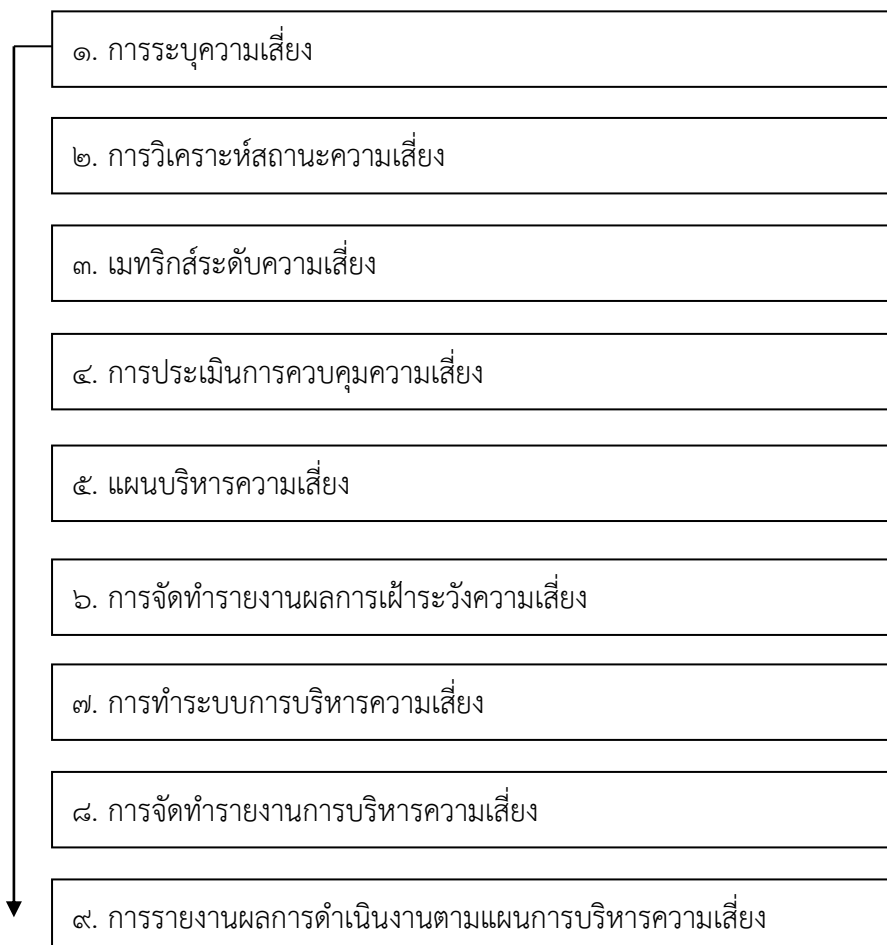 ๑. การระบุความเสี่ยง
๒. การวิเคราะห์สถานะความเสี่ยง
๓. เมทริกส์ระดับความเสี่ยง
๔. การประเมินการควบคุมความเสี่ยง
๕. แผนบริหารความเสี่ยง
๖. การจัดทำรายงานผลการเฝ้าระวังความเสี่ยง
๗. การทำระบบการบริหารความเสี่ยง
๘. การจัดทำรายงานการบริหารความเสี่ยง
๙. การรายงานผลการดำเนินงานตามแผนการบริหารความเสี่ยง